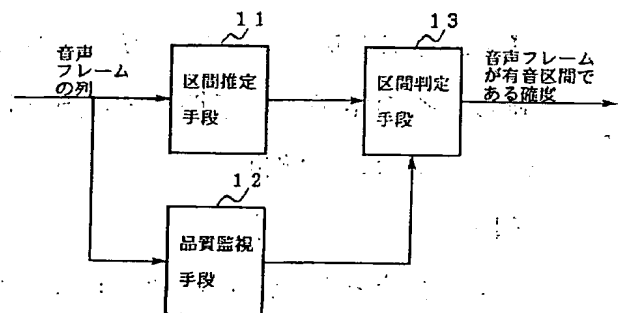 音声
フレーム
の列
11
区間推定
手段
13
区間判定
手段
音声フレーム
が有音区間で
ある確度
12
品質監視
手段